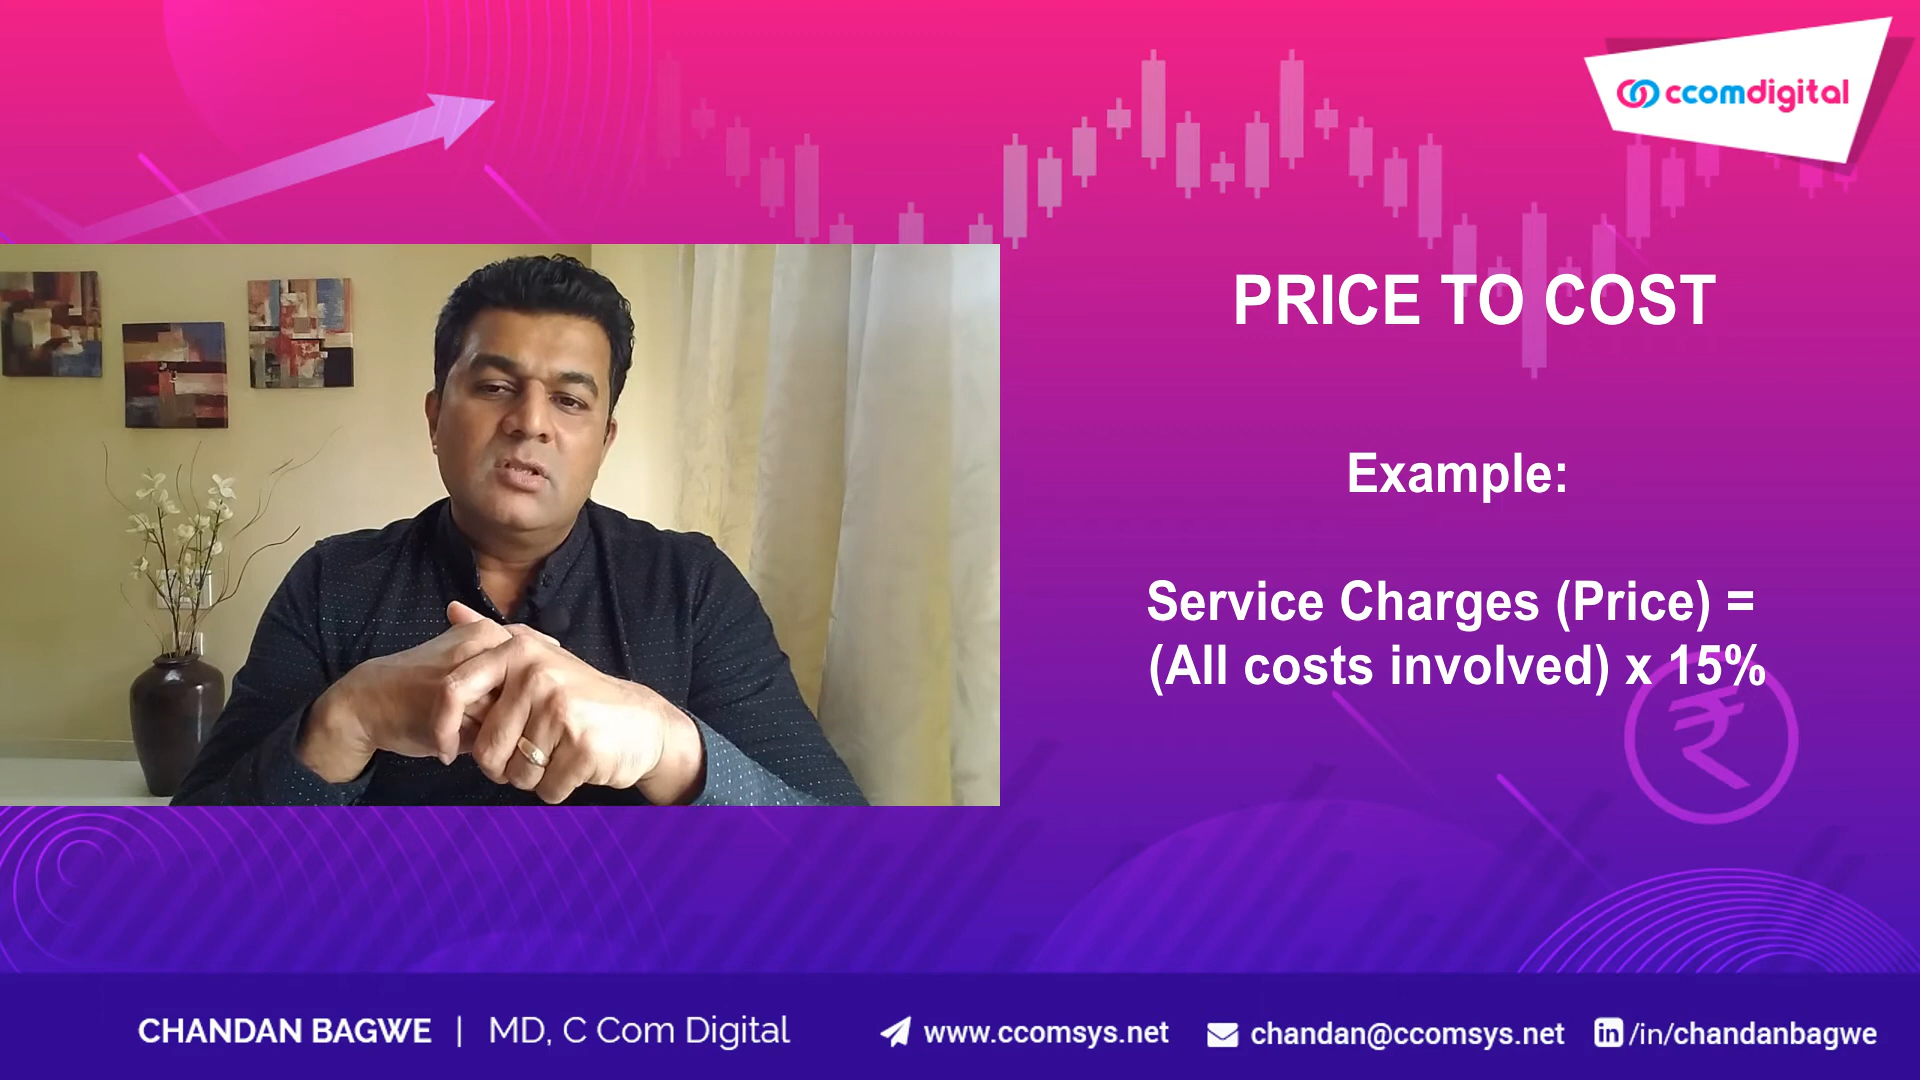 ccomdigital
PRICE TO COST
Example:
Service Charges (Price) =
(All costs involved) x 15%
₹
CHANDAN BAGWE | MD, C Com Digital
www.ccomsys.net
chandan@ccomsys.net
in /in/chandanbagwe